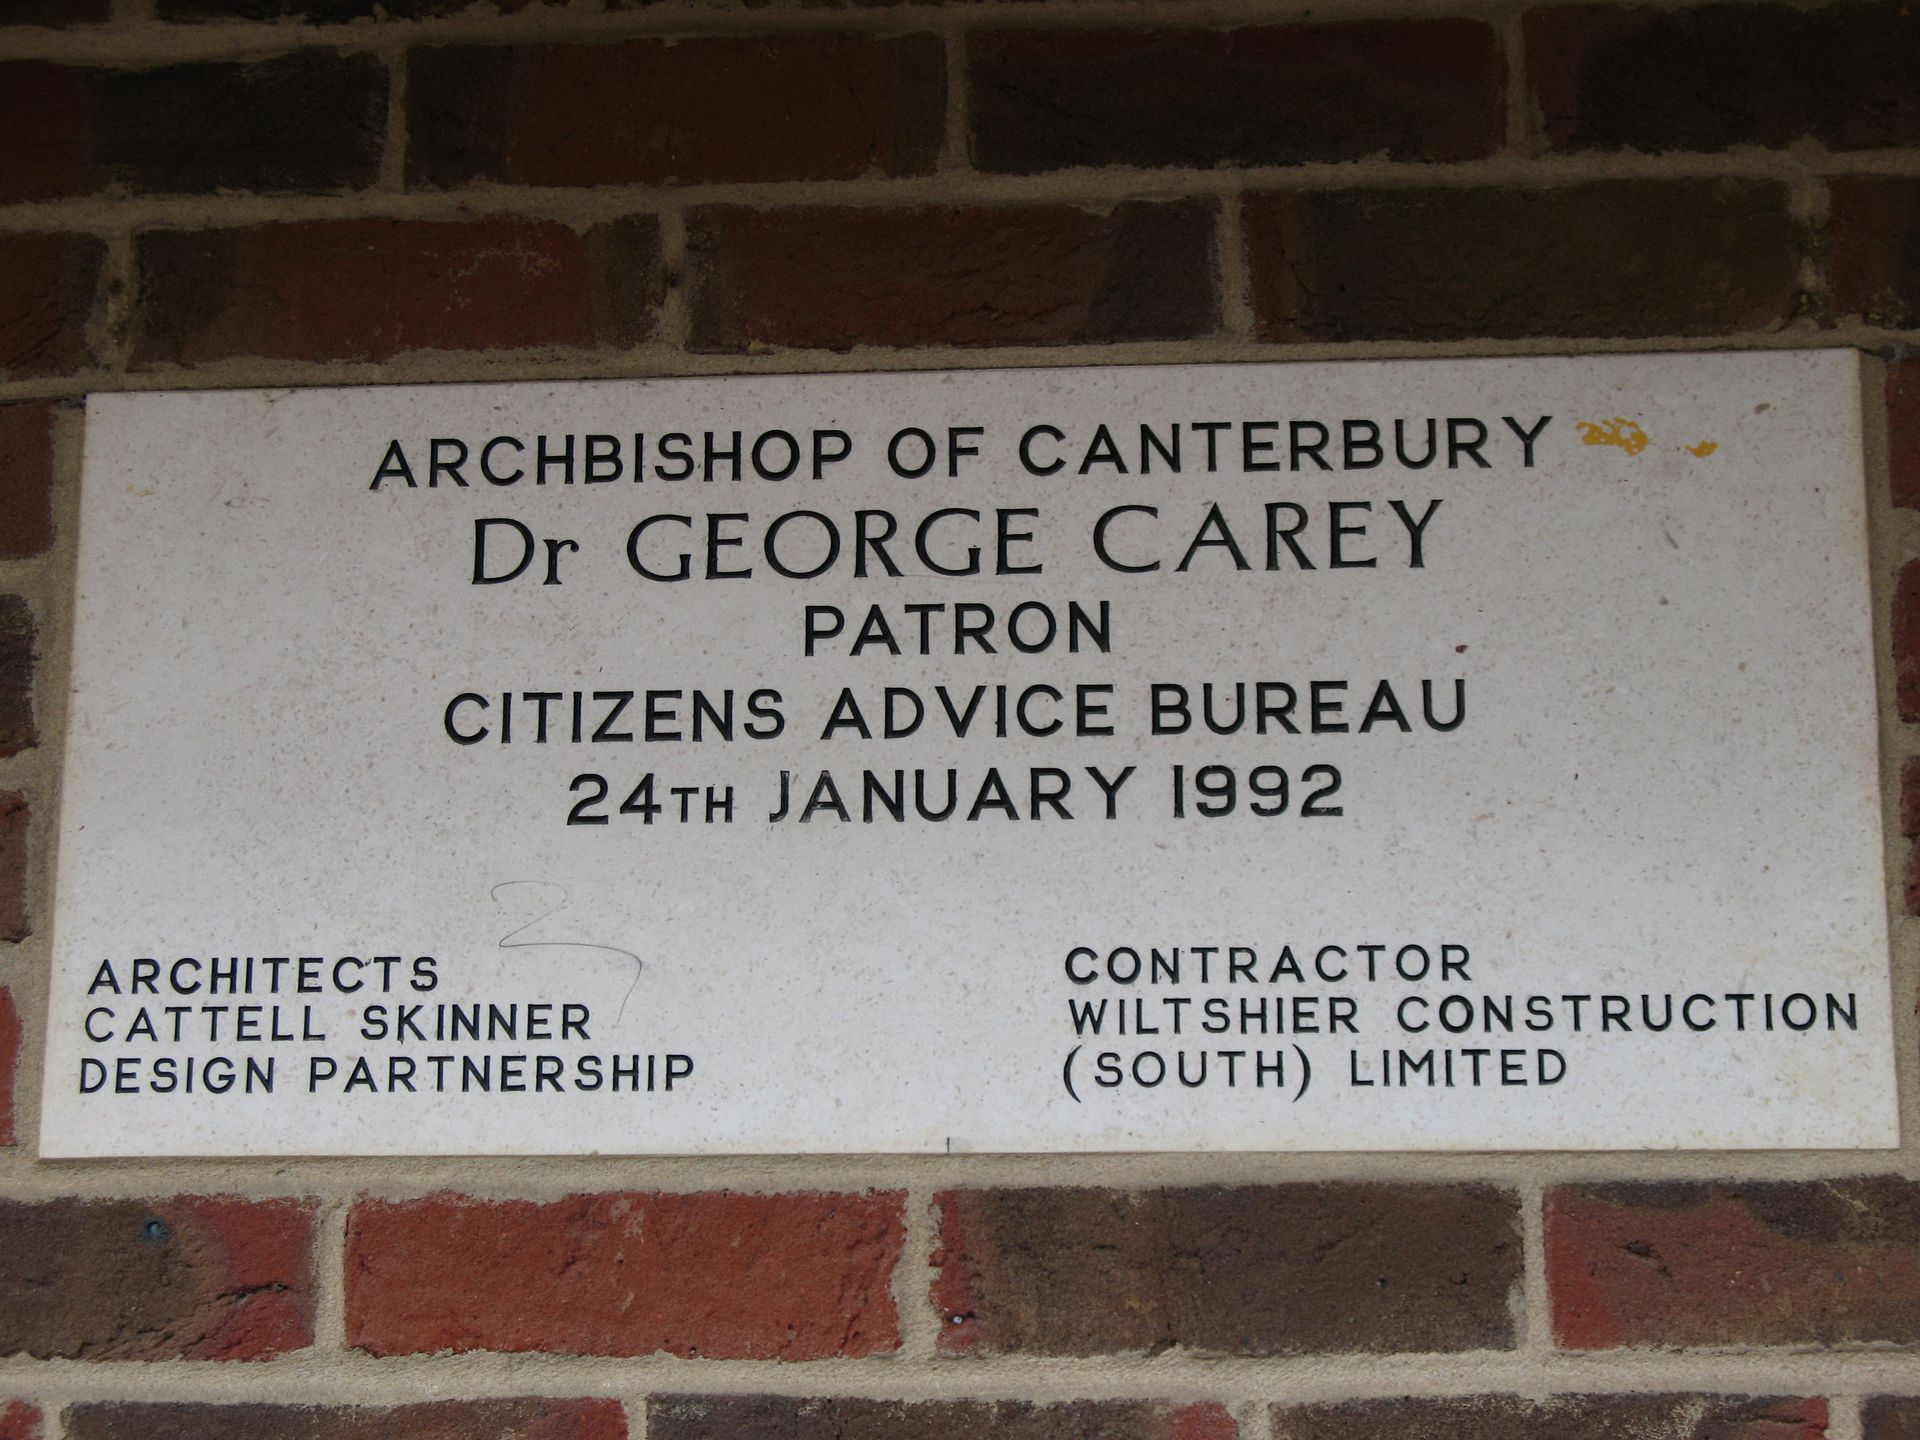 ARCHBISHOP OF CANTERBURY
Dr GEORGE CAREY
PATRON
CITIZENS ADVICE BUREAU
24TH JANUARY 1992
ARCHITECTS
CATTELL SKINNER
DESIGN PARTNERSHIP
CONTRACTOR
WILTSHIER CONSTRUCTION
(SOUTH) LIMITED